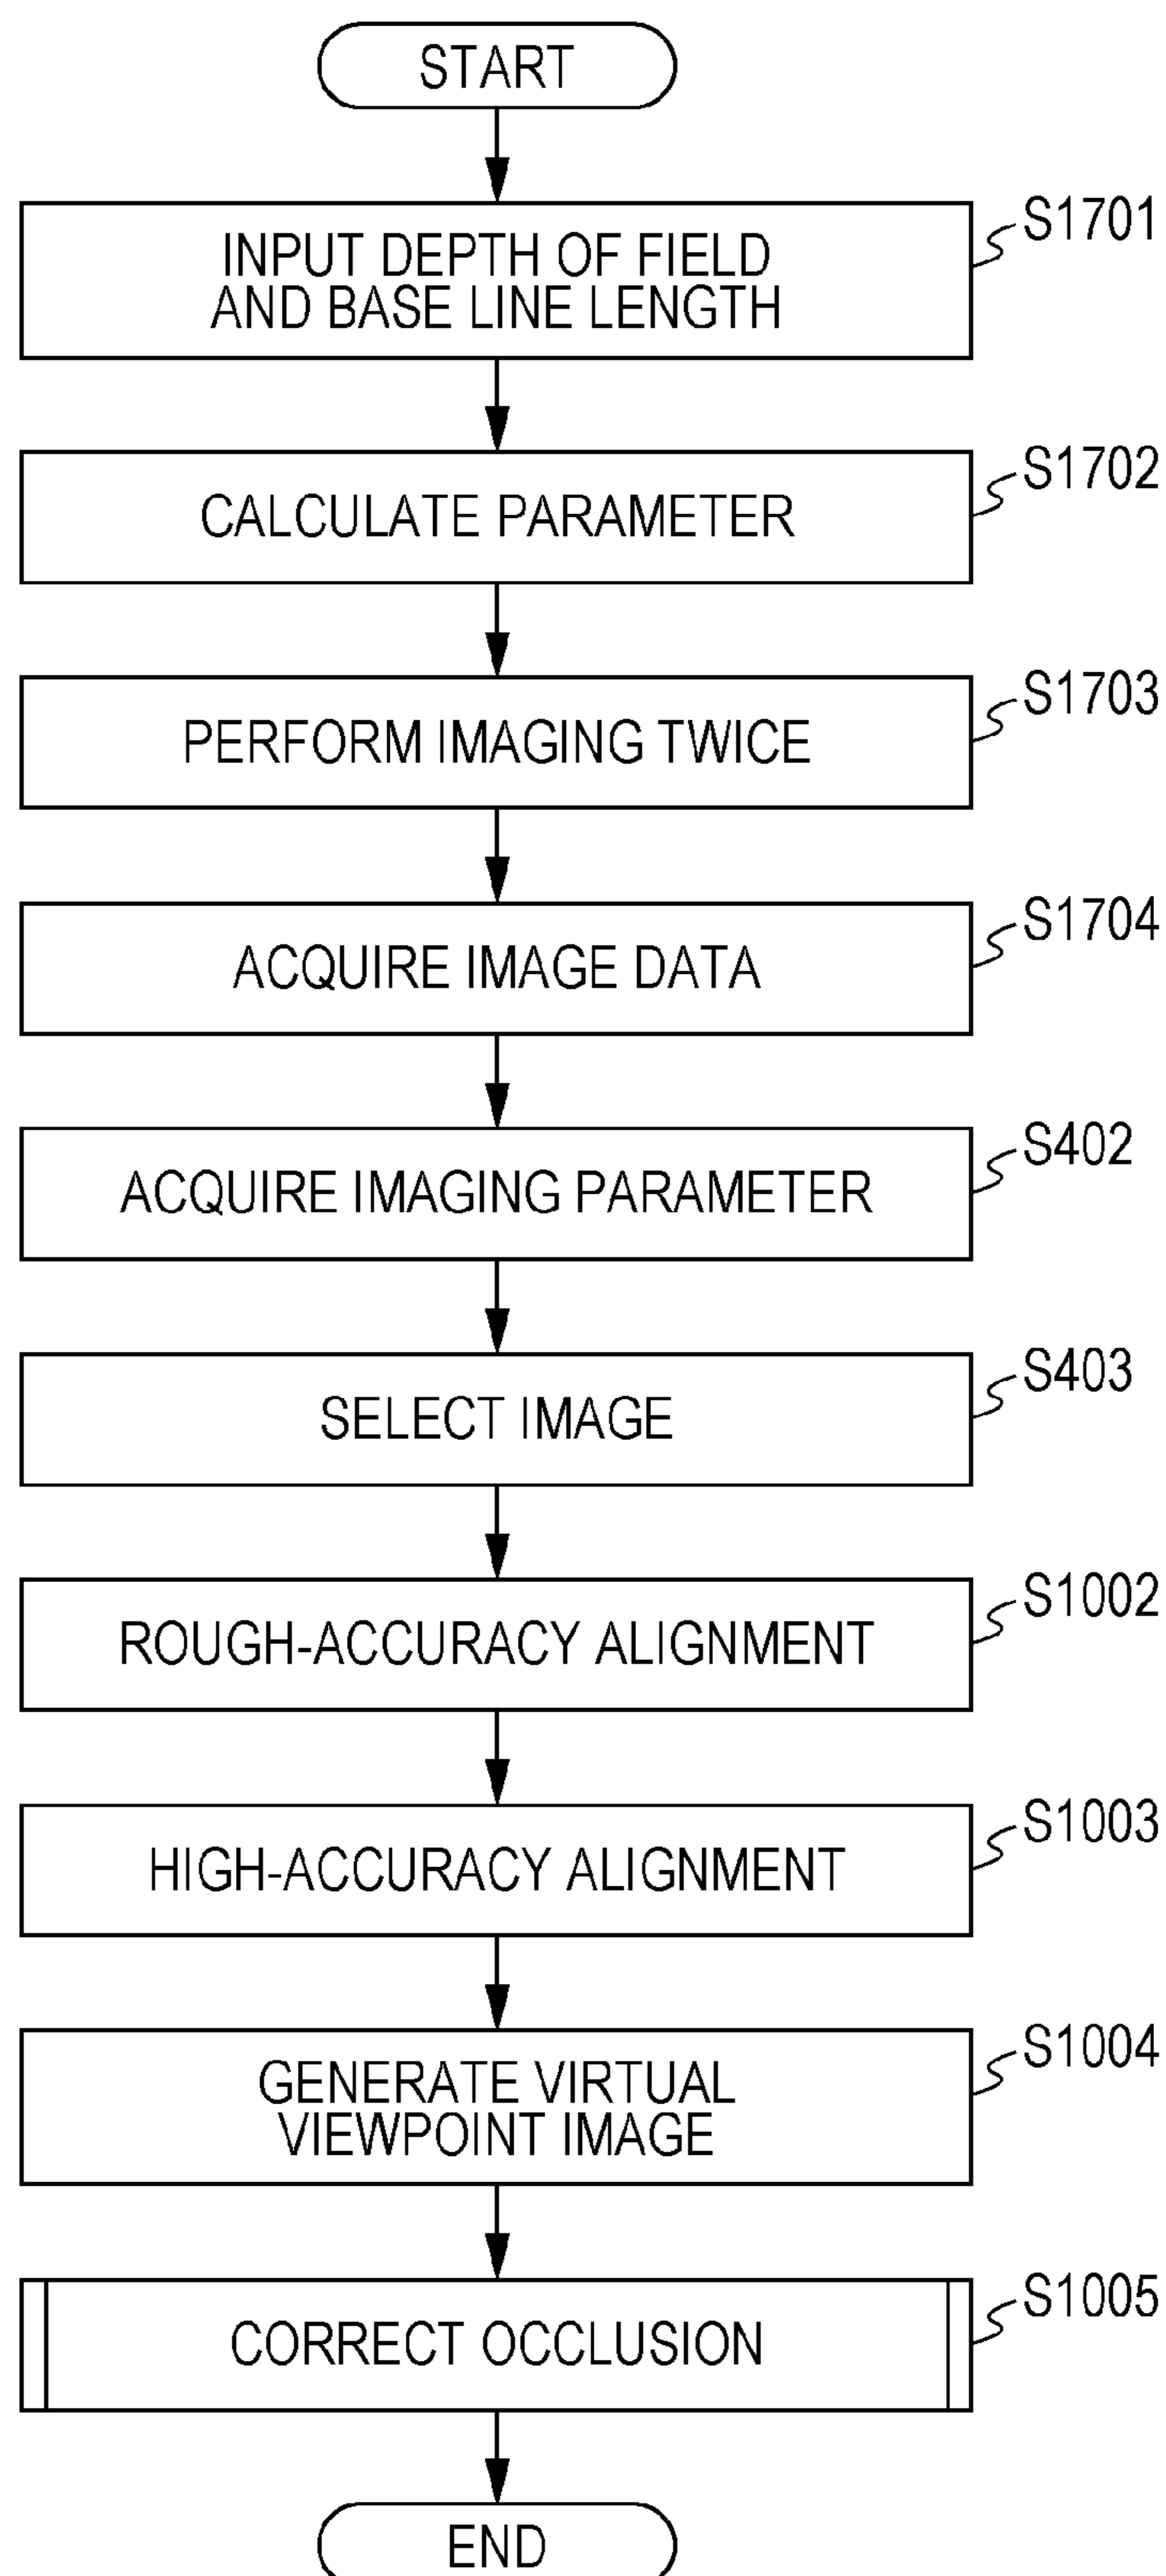 START
INPUT DEPTH OF FIELD
AND BASE LINE LENGTH
S1701
CALCULATE PARAMETER
S1702
PERFORM IMAGING TWICE
S1703
ACQUIRE IMAGE DATA
S1704
ACQUIRE IMAGING PARAMETER
S402
SELECT IMAGE
S403
ROUGH-ACCURACY ALIGNMENT
S1002
HIGH-ACCURACY ALIGNMENT
S1003
GENERATE VIRTUAL
VIEWPOINT IMAGE
S1004
CORRECT OCCLUSION
S1005
END